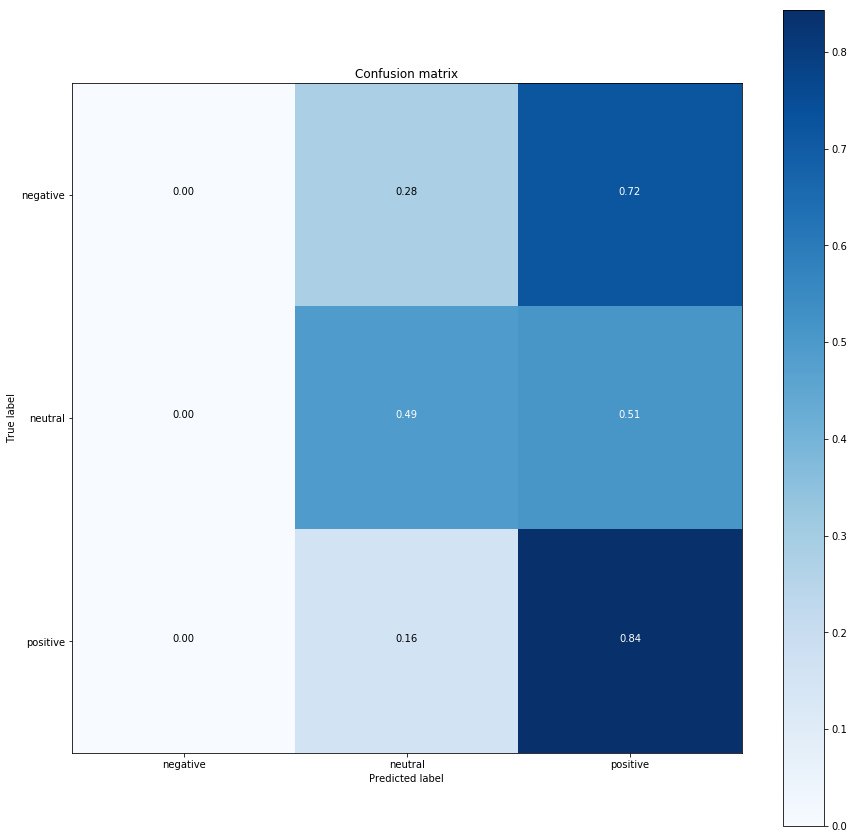 Confusion matrix
True label
negative
0.00 0.28 0.72
neutral
0.00 0.49 0.51
positive
0.00 0.16 0.84
negative neutral positive
Predicted label
0.8
0.7
0.6
0.5
0.4
0.3
0.2
0.1
0.0